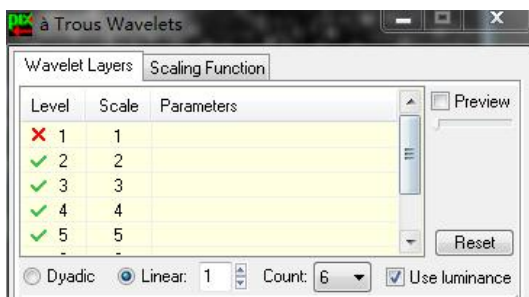 à Trous Wavelets
Wavelet Layers Scaling Function
Level Scale Parameters Preview
1 1
2 2
3 3
4 4
5 5
Reset
Dyadic Linear: 1 Count: 6 Use luminance